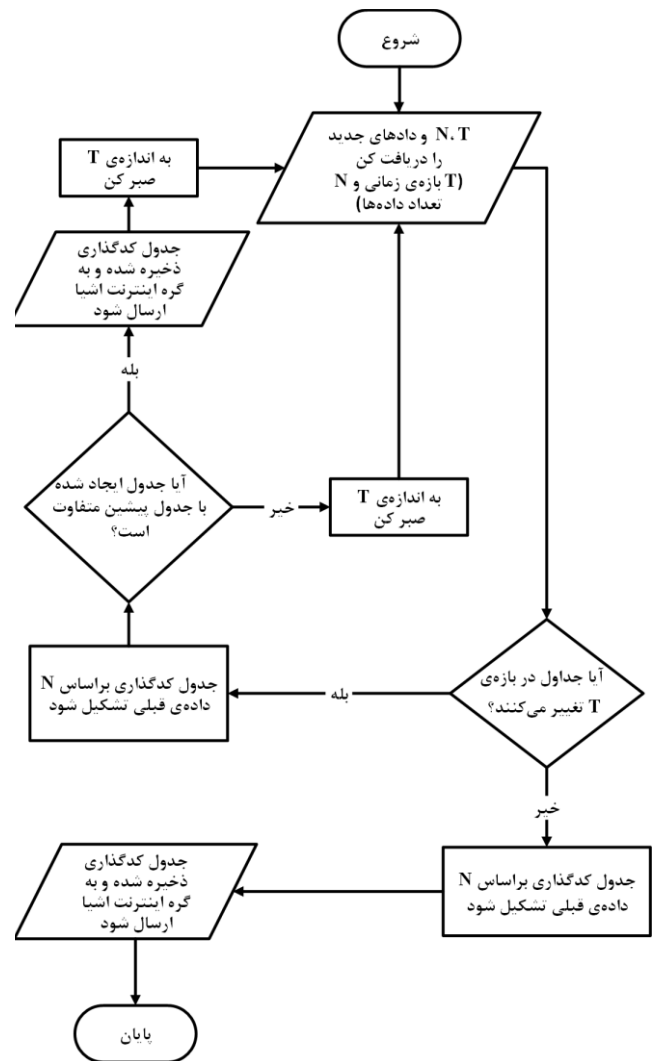 شروع
N، T و دادهای جدید
را
دریافت کن
(T بازه‌ی زمانی و N
تعداد داده‌ها)
به اندازه‌ی T
صبر کن
جدول کدگذاری
ذخیره شده و به
گره اینترنت اشیا
ارسال شود
بله
آیا جدول ایجاد شده
با جدول پیشین متفاوت
است؟
خیر
به اندازه‌ی T
صبر کن
آیا جداول در بازه‌ی
T تغییر می‌کنند؟
بله
جدول کدگذاری براساس N
داده‌ی قبلی تشکیل شود
خیر
جدول کدگذاری براساس N
داده‌ی قبلی تشکیل شود
جدول کدگذاری
ذخیره شده و به
گره اینترنت اشیا
ارسال شود
پایان